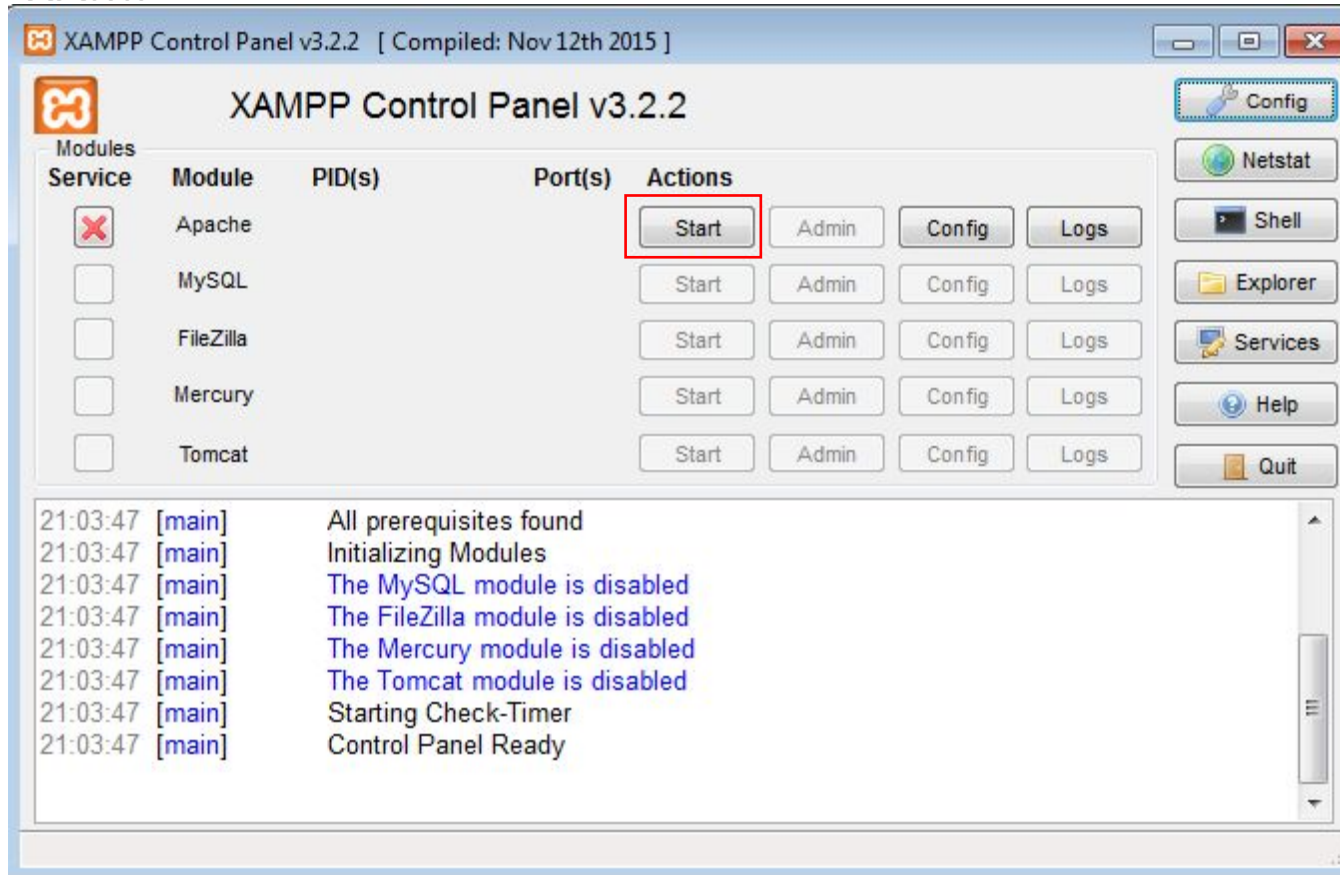 XAMPP Control Panel v3.2.2 [ Compiled: Nov 12th 2015 ]
XAMPP Control Panel v3.2.2
Config
Modules
Service Module PID(s) Port(s) Actions
Netstat
Apache Start Admin Config Logs
Shell
MySQL Start Admin Config Logs
Explorer
FileZilla Start Admin Config Logs
Services
Mercury Start Admin Config Logs
Help
Tomcat Start Admin Config Logs
Quit
21:03:47 [main] All prerequisites found
21:03:47 [main] Initializing Modules
21:03:47 [main] The MySQL module is disabled
21:03:47 [main] The FileZilla module is disabled
21:03:47 [main] The Mercury module is disabled
21:03:47 [main] The Tomcat module is disabled
21:03:47 [main] Starting Check-Timer
21:03:47 [main] Control Panel Ready